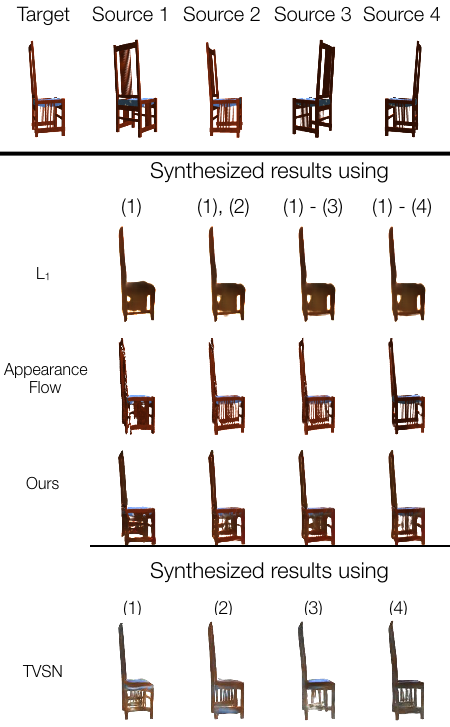 Target Source 1 Source 2 Source 3 Source 4
Synthesized results using
(1) (1), (2) (1) - (3) (1) - (4)
L₁
Appearance
Flow
Ours
Synthesized results using
(1) (2) (3) (4)
TVSN